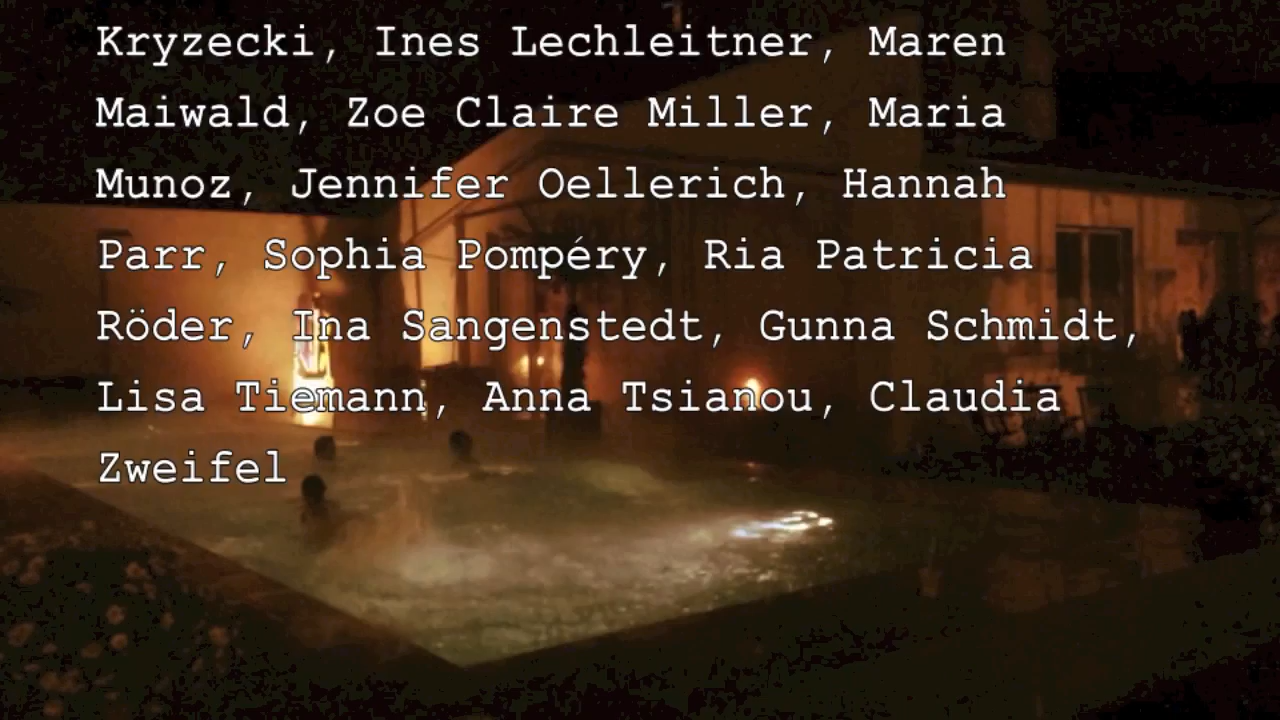 Kryzecki, Ines Lechleitner, Maren
Maiwald, Zoe Claire Miller, Maria
Munoz, Jennifer Oellerich, Hannah
Parr, Sophia Pompéry, Ria Patricia
Röder, Ina Sangenstedt, Gunna Schmidt,
Lisa Tiemann, Anna Tsianou, Claudia
Zweifel